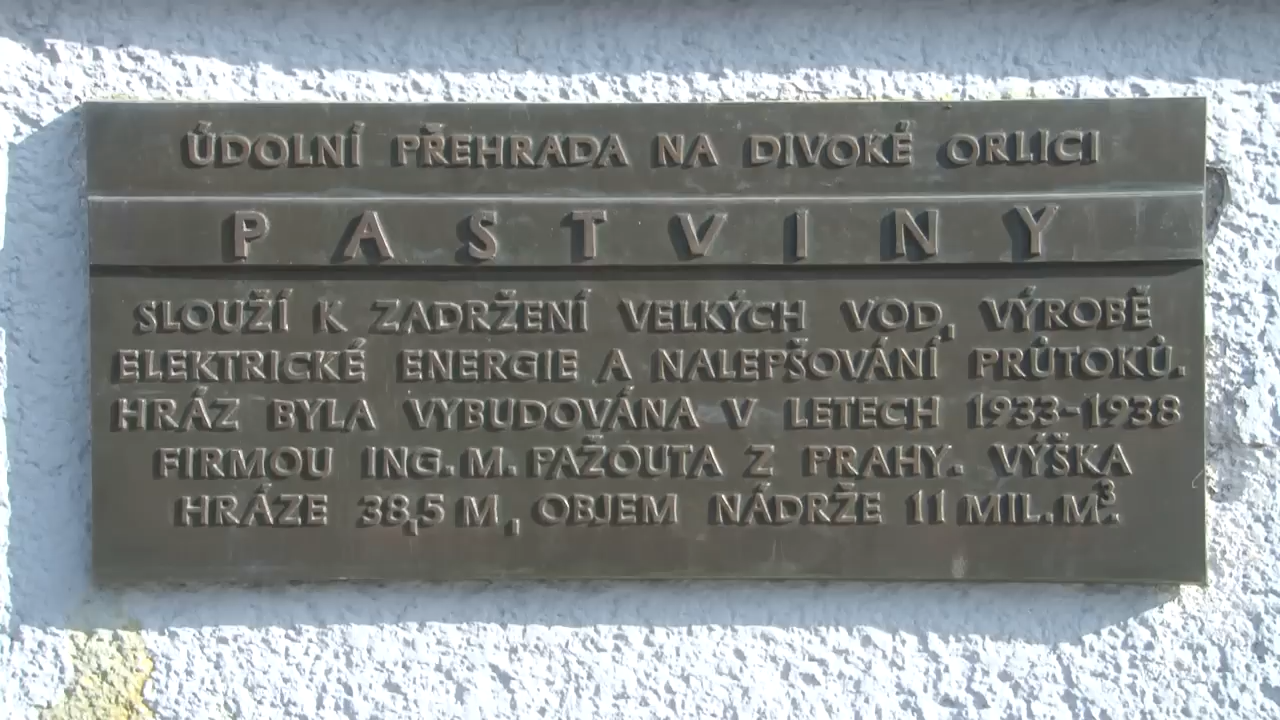 ÚDOLNÍ PŘEHRADA NA DIVOKÉ ORLICI
PASTVINY
SLOUŽÍ K ZADRŽENÍ VELKÝCH VOD, VÝROBĚ
ELEKTRICKÉ ENERGIE A NALEPŠOVÁNÍ PRŮTOKŮ.
HRÁZ BYLA VYBUDOVÁNA V LETECH 1933-1938
FIRMOU ING. M. PAŽOUTA Z PRAHY. VÝŠKA
HRÁZE 38,5 M, OBJEM NÁDRŽE 11 MIL. M³.